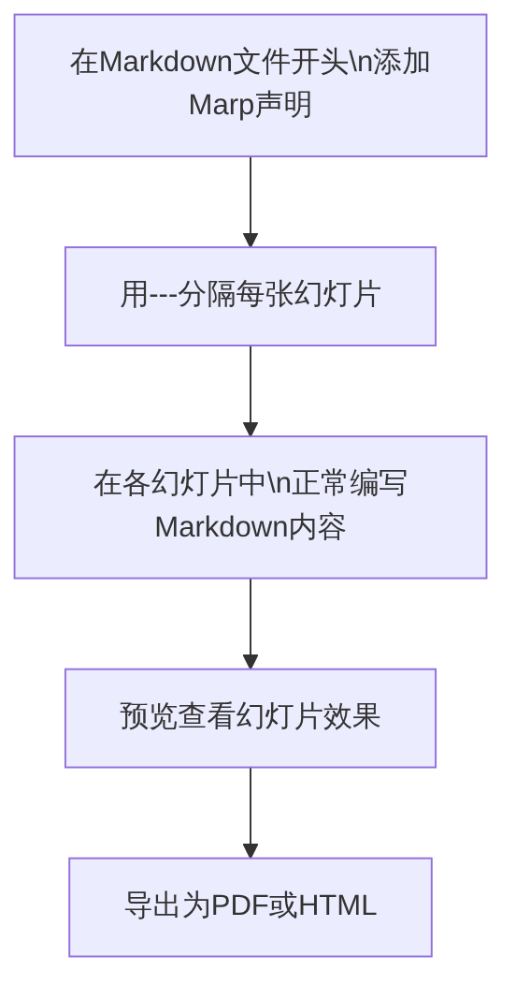 在Markdown文件开头\n添加
Marp声明
用---分隔每张幻灯片
在各幻灯片中\n正常编写
Markdown内容
预览查看幻灯片效果
导出为PDF或HTML